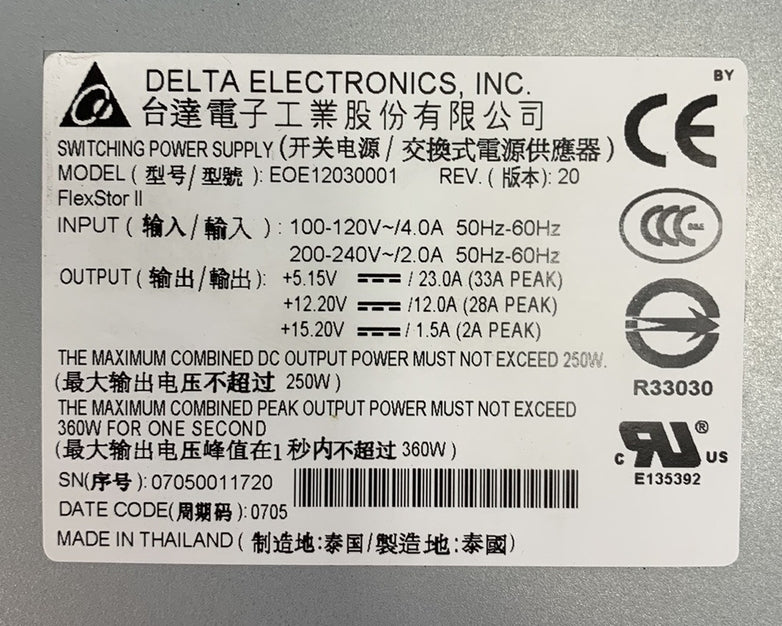 DELTA ELECTRONICS, INC.
台達電子工業股份有限公司
BY
CE
SWITCHING POWER SUPPLY (开关电源 / 交換式電源供應器)
MODEL (型号/型號): EOE12030001 REV. (版本): 20
FlexStor II
INPUT (输入/輸入): 100-120V~/4.0A 50Hz-60Hz
200-240V~/2.0A 50Hz-60Hz
CCC
OUTPUT (输出/輸出): +5.15V / 23.0A (33A PEAK)
+12.20V /12.0A (28A PEAK)
+15.20V / 1.5A (2A PEAK)
THE MAXIMUM COMBINED DC OUTPUT POWER MUST NOT EXCEED 250W.
(最大输出电压不超过 250W)
R33030
THE MAXIMUM COMBINED PEAK OUTPUT POWER MUST NOT EXCEED
360W FOR ONE SECOND
(最大输出电压峰值在1秒内不超过 360W)
c RU ® US
E135392
SN(序号): 07050011720
DATE CODE(周期码): 0705
MADE IN THAILAND (制造地:泰国/製造地:泰國)